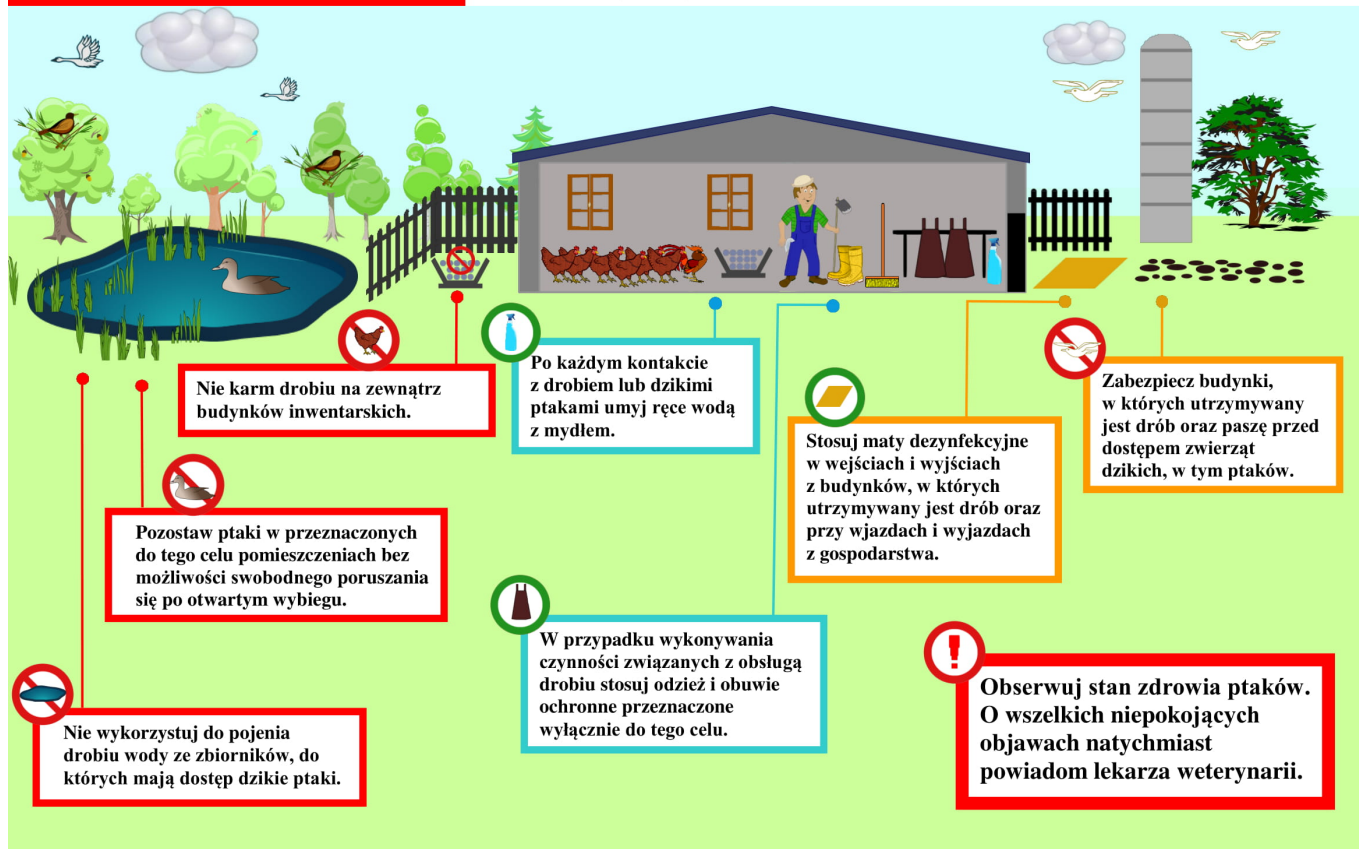 Nie karm drobiu na zewnątrz
budynków inwentarskich.
Po każdym kontakcie
z drobiem lub dzikimi
ptakami umyj ręce wodą
z mydłem.
Stosuj maty dezynfekcyjne
w wejściach i wyjściach
z budynków, w których
utrzymywany jest drób oraz
przy wjazdach i wyjazdach
z gospodarstwa.
Zabezpiecz budynki,
w których utrzymywany
jest drób oraz paszę przed
dostępem zwierząt
dzikich, w tym ptaków.
Pozostaw ptaki w przeznaczonych
do tego celu pomieszczeniach bez
możliwości swobodnego poruszania
się po otwartym wybiegu.
W przypadku wykonywania
czynności związanych z obsługą
drobiu stosuj odzież i obuwie
ochronne przeznaczone
wyłącznie do tego celu.
Nie wykorzystuj do pojenia
drobiu wody ze zbiorników, do
których mają dostęp dzikie ptaki.
!
Obserwuj stan zdrowia ptaków.
O wszelkich niepokojących
objawach natychmiast
powiadom lekarza weterynarii.